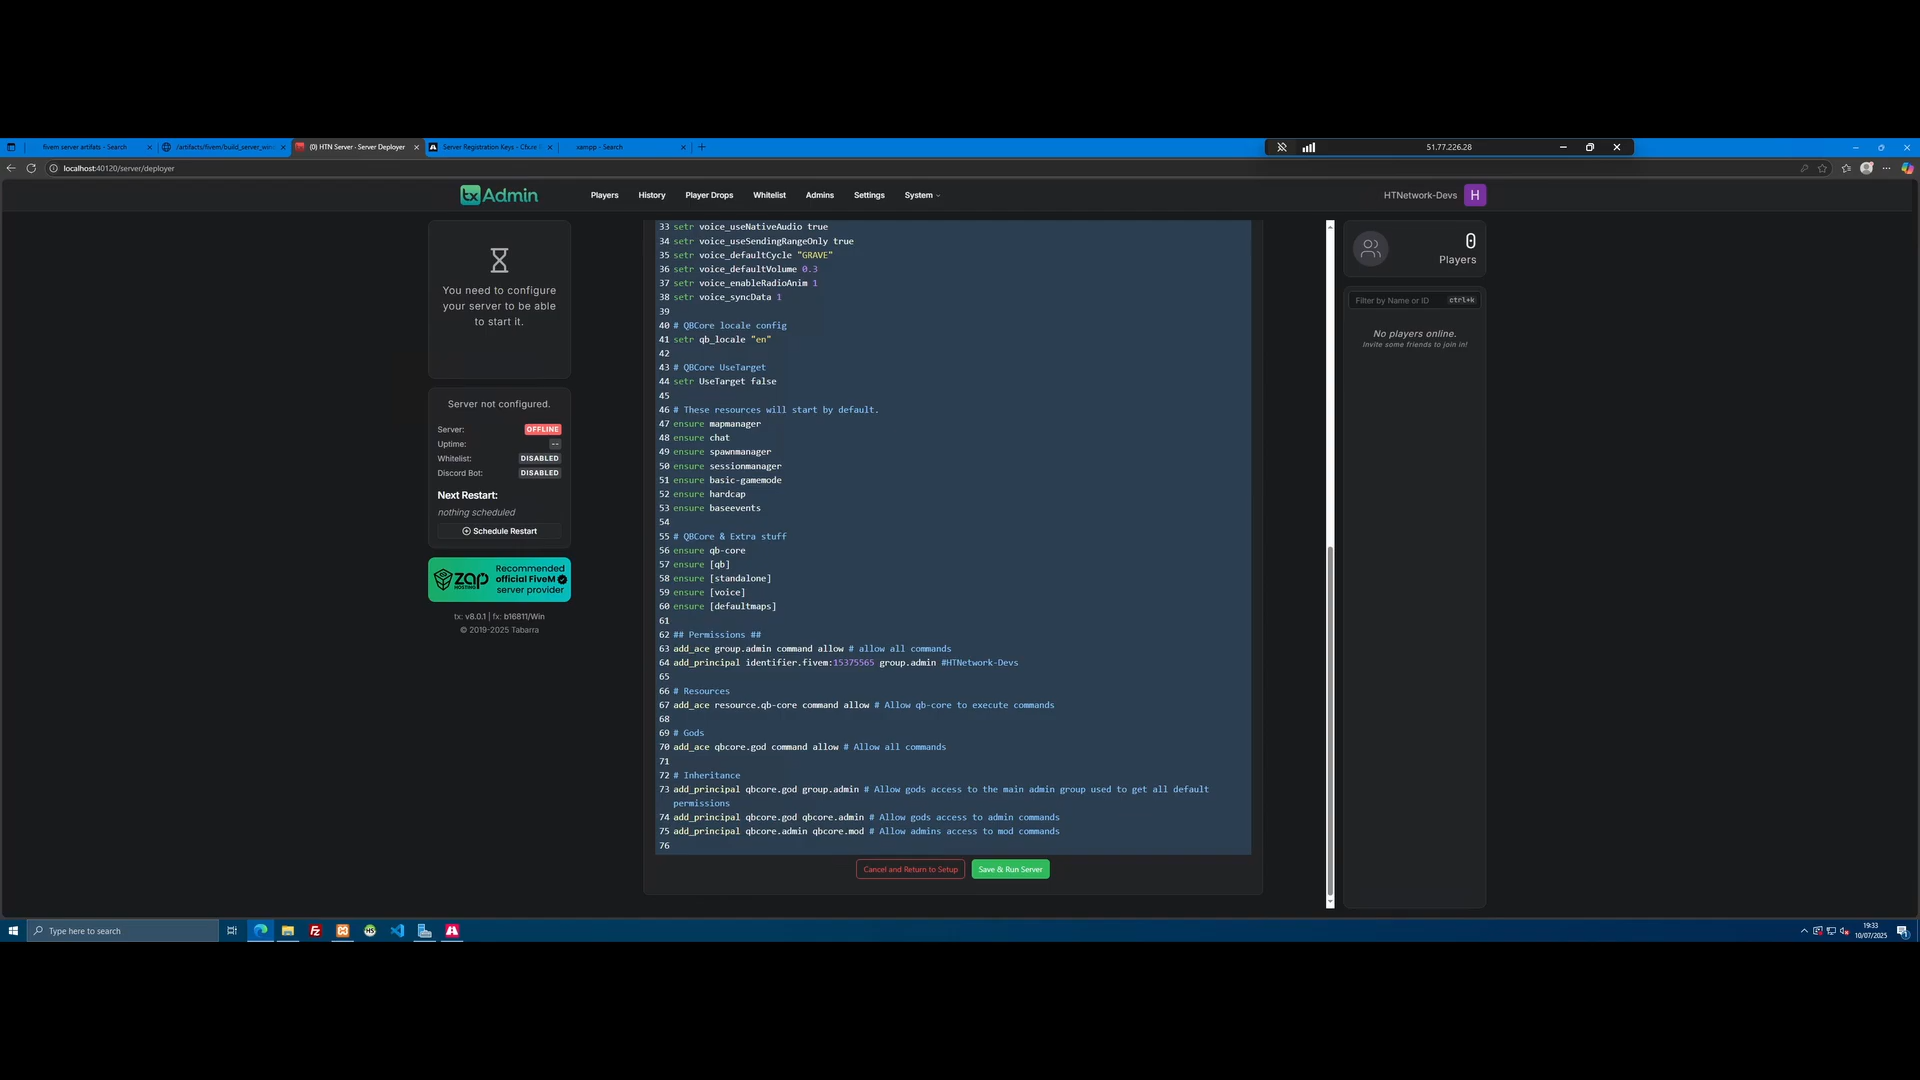 fivem server artifats - Search
/artifacts/fivem/build_server_win
(0) HTN Server · Server Deployer
Server Registration Keys - Cfx.re
xampp - Search
51.77.226.28
localhost:40120/server/deployer
txAdmin
Players
History
Player Drops
Whitelist
Admins
Settings
System
HTNetwork-Devs
H
You need to configure
your server to be able
to start it.
Server not configured.
Server:
OFFLINE
Uptime:
--
Whitelist:
DISABLED
Discord Bot:
DISABLED
Next Restart:
nothing scheduled
Schedule Restart
ZAP
HOSTING
Recommended
official FiveM
server provider
tx: v8.0.1 | fx: b16811/Win
© 2019-2025 Tabarra
33 setr voice_useNativeAudio true
34 setr voice_useSendingRangeOnly true
35 setr voice_defaultCycle "GRAVE"
36 setr voice_defaultVolume 0.3
37 setr voice_enableRadioAnim 1
38 setr voice_syncData 1
39
40 # QBCore locale config
41 setr qb_locale "en"
42
43 # QBCore UseTarget
44 setr UseTarget false
45
46 # These resources will start by default.
47 ensure mapmanager
48 ensure chat
49 ensure spawnmanager
50 ensure sessionmanager
51 ensure basic-gamemode
52 ensure hardcap
53 ensure baseevents
54
55 # QBCore & Extra stuff
56 ensure qb-core
57 ensure [qb]
58 ensure [standalone]
59 ensure [voice]
60 ensure [defaultmaps]
61
62 ## Permissions ##
63 add_ace group.admin command allow # allow all commands
64 add_principal identifier.fivem:15375565 group.admin #HTNetwork-Devs
65
66 # Resources
67 add_ace resource.qb-core command allow # Allow qb-core to execute commands
68
69 # Gods
70 add_ace qbcore.god command allow # Allow all commands
71
72 # Inheritance
73 add_principal qbcore.god group.admin # Allow gods access to the main admin group used to get all default
permissions
74 add_principal qbcore.god qbcore.admin # Allow gods access to admin commands
75 add_principal qbcore.admin qbcore.mod # Allow admins access to mod commands
76
Cancel and Return to Setup
Save & Run Server
0
Players
Filter by Name or ID
ctrl+k
No players online.
Invite some friends to join in!
Type here to search
19:33
10/07/2025